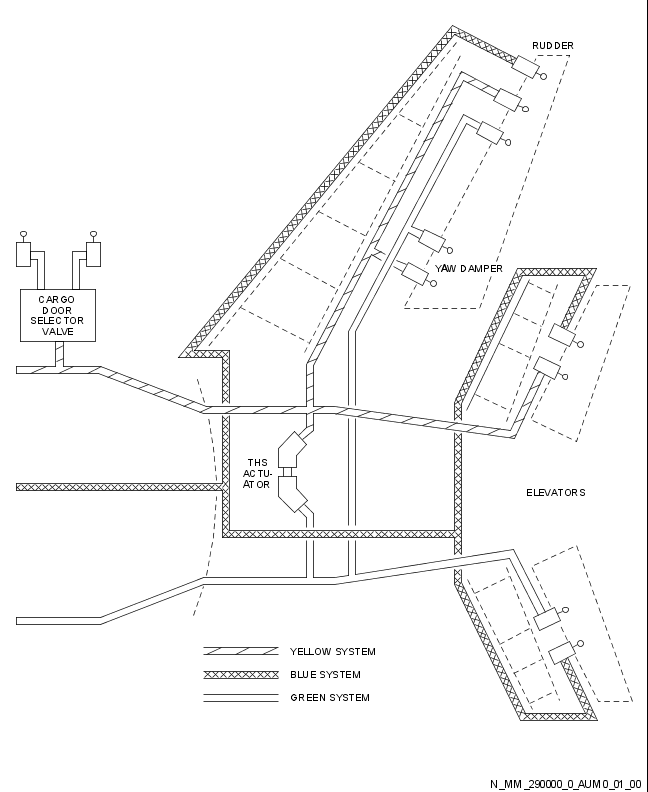 RUDDER
YAW DAMPER
CARGO
DOOR
SELECTOR
VALVE
THS
ACTU-
ATOR
ELEVATORS
YELLOW SYSTEM
BLUE SYSTEM
GREEN SYSTEM
N_MM_290000_0_AUM0_01_00